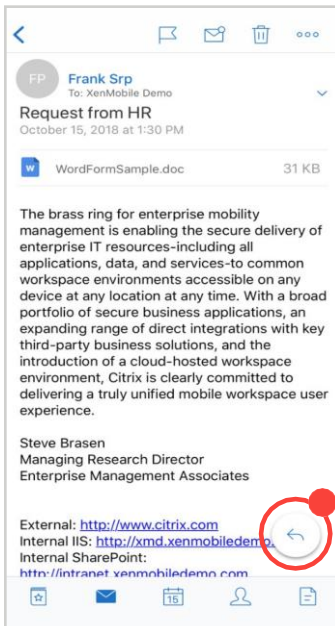 FP
Frank Srp
To: XenMobile Demo
Request from HR
October 15, 2018 at 1:30 PM
W
WordFormSample.doc 31 KB
The brass ring for enterprise mobility
management is enabling the secure delivery of
enterprise IT resources-including all
applications, data, and services-to common
workspace environments accessible on any
device at any location at any time. With a broad
portfolio of secure business applications, an
expanding range of direct integrations with key
third-party business solutions, and the
introduction of a cloud-hosted workspace
environment, Citrix is clearly committed to
delivering a truly unified mobile workspace user
experience.
Steve Brasen
Managing Research Director
Enterprise Management Associates
External: http://www.citrix.com
Internal IIS: http://xmd.xenmobiledemo.
Internal SharePoint:
http://intranet.xenmobiledemo.com
15